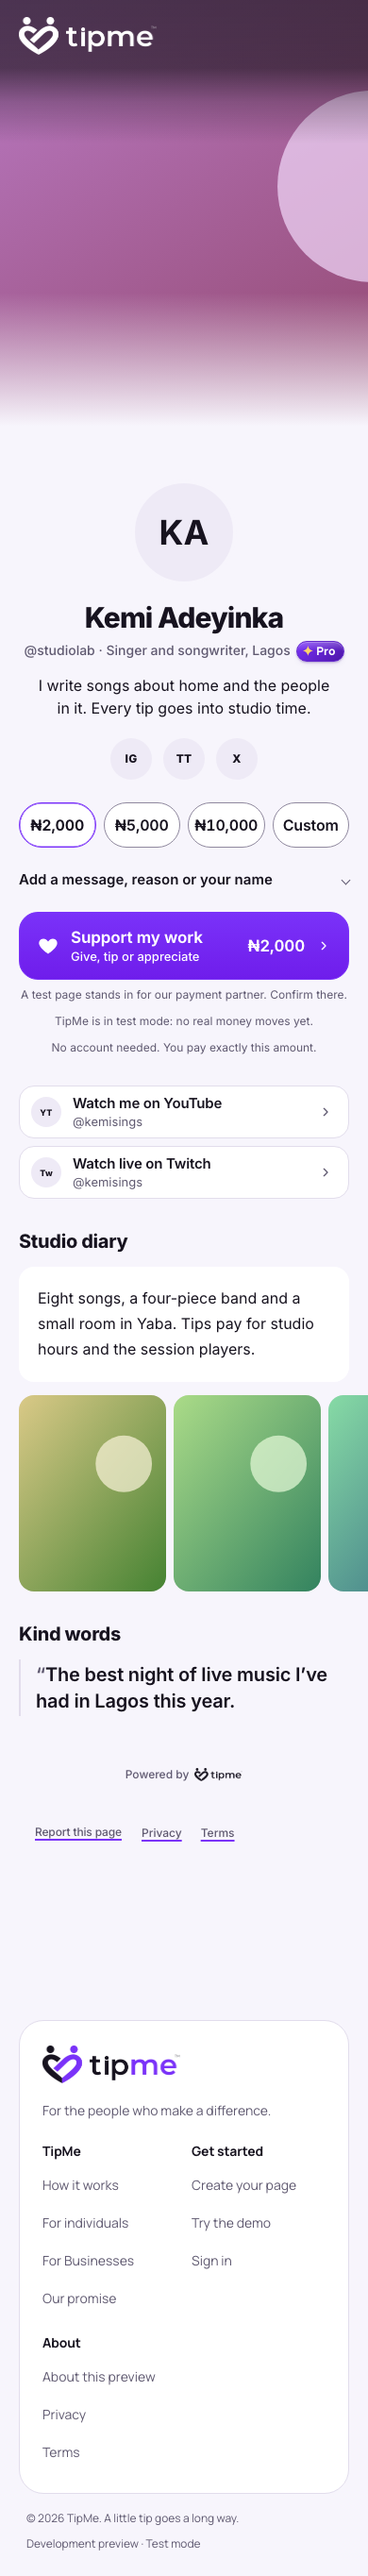 tipme
KA
Kemi Adeyinka
@studiolab · Singer and songwriter, Lagos ✦ Pro
I write songs about home and the people
in it. Every tip goes into studio time.
IG TT X
₦2,000 ₦5,000 ₦10,000 Custom
Add a message, reason or your name
Support my work
Give, tip or appreciate
₦2,000
A test page stands in for our payment partner. Confirm there.
TipMe is in test mode: no real money moves yet.
No account needed. You pay exactly this amount.
YT
Watch me on YouTube
@kemisings
Tw
Watch live on Twitch
@kemisings
Studio diary
Eight songs, a four-piece band and a
small room in Yaba. Tips pay for studio
hours and the session players.
Kind words
“The best night of live music I’ve
had in Lagos this year.
Powered by tipme
Report this page Privacy Terms
tipme
For the people who make a difference.
TipMe
How it works
For individuals
For Businesses
Our promise
Get started
Create your page
Try the demo
Sign in
About
About this preview
Privacy
Terms
© 2026 TipMe. A little tip goes a long way.
Development preview · Test mode